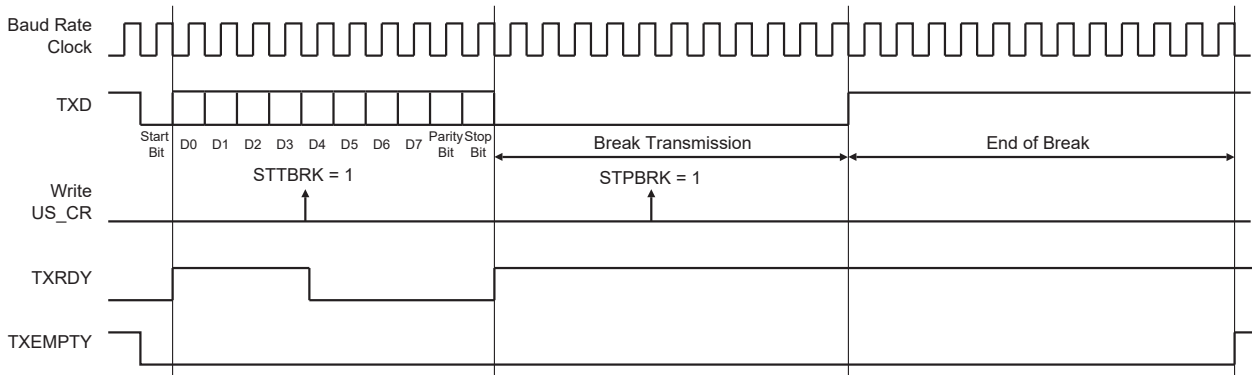 Baud Rate
Clock
TXD
Start
Bit
D0 D1 D2 D3 D4 D5 D6 D7
Parity
Bit
Stop
Bit
Break Transmission
End of Break
STTBRK = 1
STPBRK = 1
Write
US_CR
TXRDY
TXEMPTY